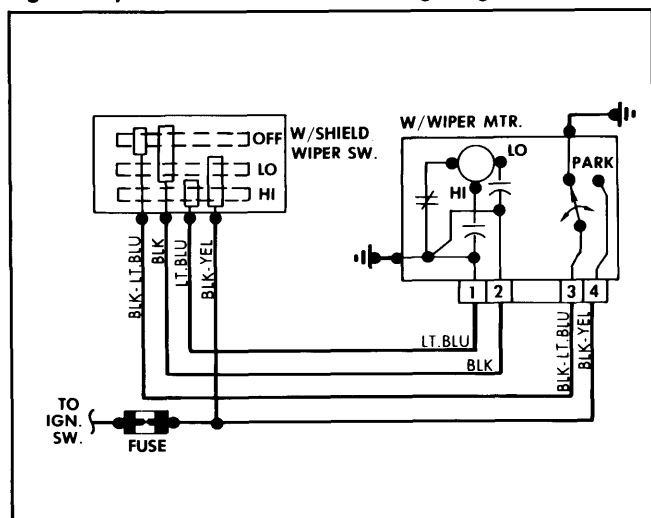 OFF
LO
HI
W/SHIELD
WIPER SW.
W/WIPER MTR.
LO
HI
PARK
BLK-LT.BLU
BLK
LT.BLU
BLK-YEL
1 2 3 4
LT.BLU
BLK
BLK-LT.BLU
BLK-YEL
TO
IGN.
SW.
FUSE